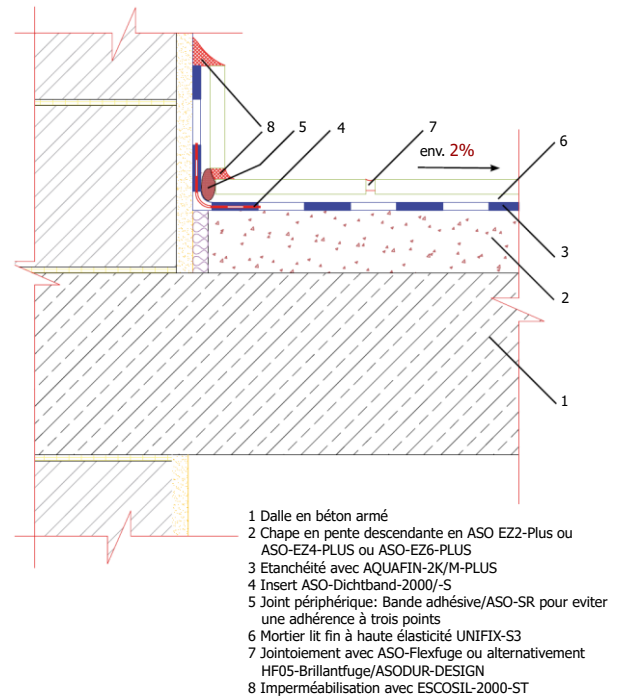 8 5 4 7
env. 2%
6
3
2
1
1 Dalle en béton armé
2 Chape en pente descendante en ASO EZ2-Plus ou
ASO-EZ4-PLUS ou ASO-EZ6-PLUS
3 Etanchéité avec AQUAFIN-2K/M-PLUS
4 Insert ASO-Dichtband-2000/-S
5 Joint périphérique: Bande adhésive/ASO-SR pour eviter
une adhérence à trois points
6 Mortier lit fin à haute élasticité UNIFIX-S3
7 Jointoiement avec ASO-Flexfuge ou alternativement
HF05-Brillantfuge/ASODUR-DESIGN
8 Imperméabilisation avec ESCOSIL-2000-ST